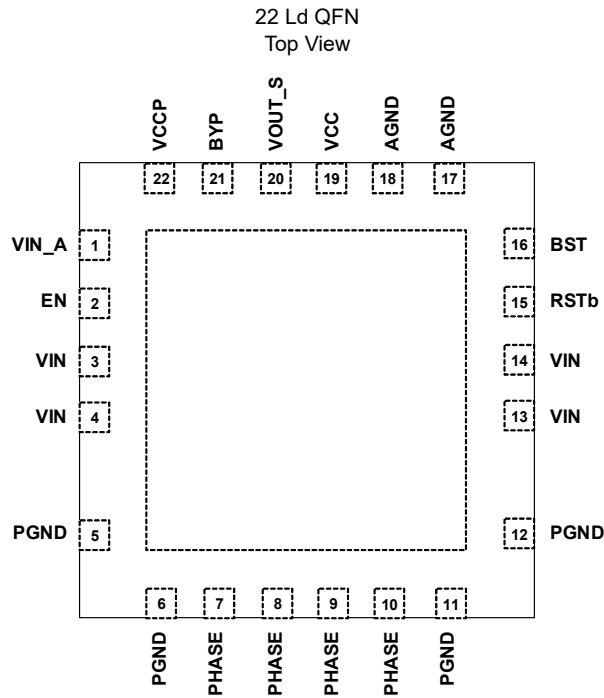 22 Ld QFN
Top View
VCCP
BYP
VOUT_S
VCC
AGND
AGND
22
21
20
19
18
17
VIN_A 1
16 BST
EN 2
15 RSTb
VIN 3
14 VIN
VIN 4
13 VIN
PGND 5
12 PGND
6
7
8
9
10
11
PGND
PHASE
PHASE
PHASE
PHASE
PGND